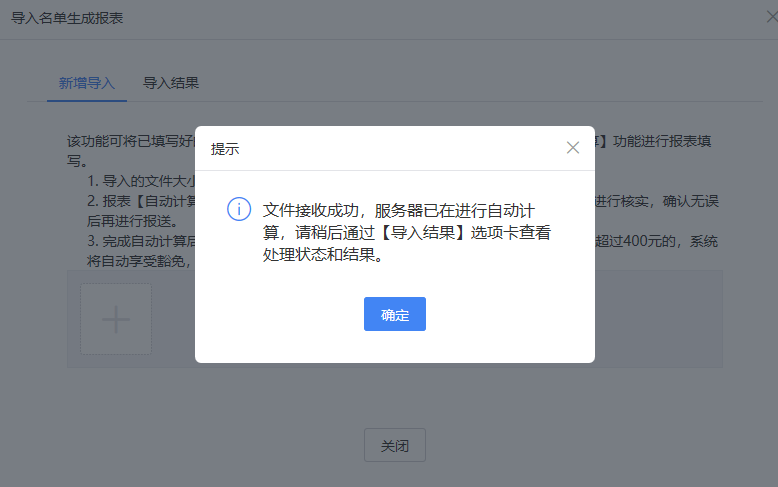 导入名单生成报表
新增导入 导入结果
该功能可将已填写好的 】功能进行报表填
写。
1. 导入的文件大小
2. 报表【自动计算 进行核实，确认无误
后再进行报送。
3. 完成自动计算后 超过400元的，系统
将自动享受豁免，
提示
文件接收成功，服务器已在进行自动计
算，请稍后通过【导入结果】选项卡查看
处理状态和结果。
确定
关闭